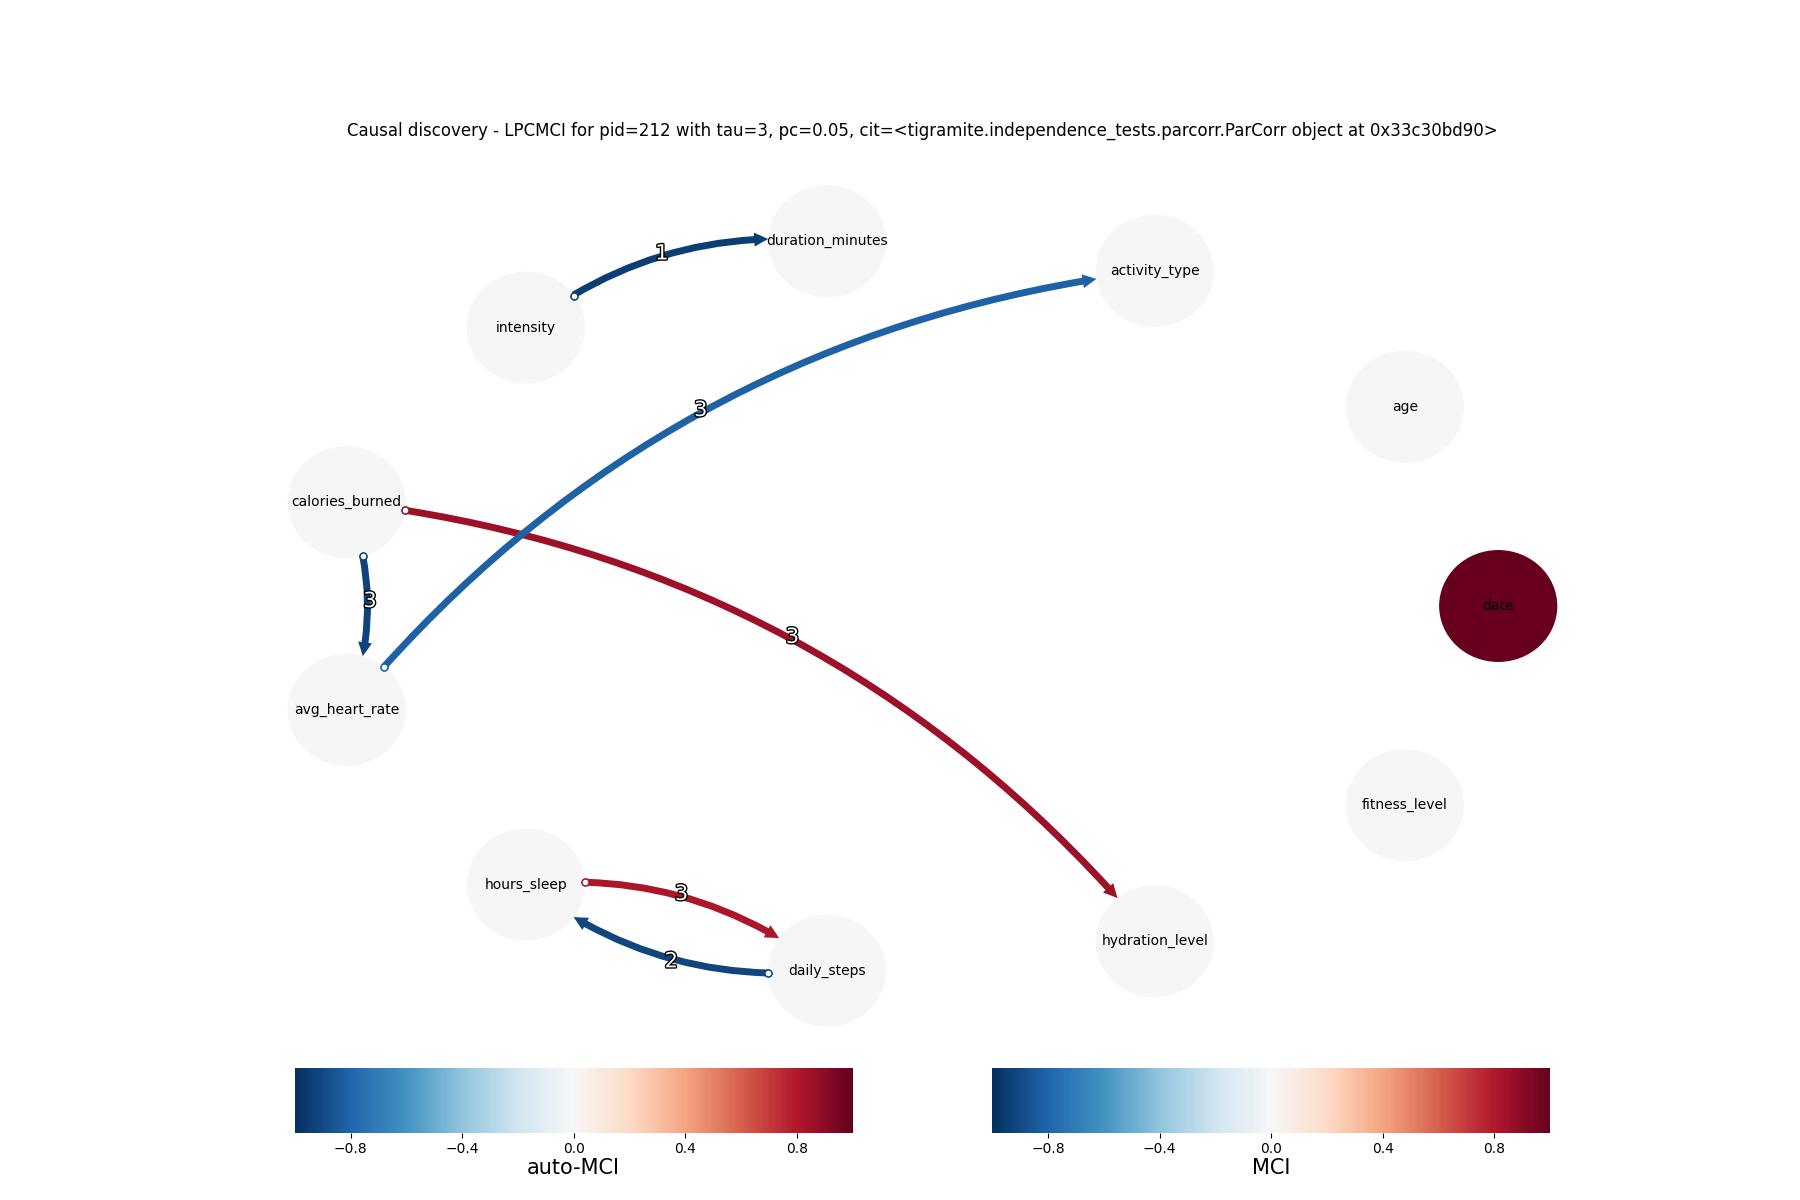 Causal discovery - LPCMCI for pid=212 with tau=3, pc=0.05, cit=<tigramite.independence_tests.parcorr.ParCorr object at 0x33c30bd90>
duration_minutes
1
activity_type
intensity
age
3
calories_burned
3
date
3
avg_heart_rate
fitness_level
hours_sleep
3
hydration_level
2
daily_steps
−0.8 −0.4 0.0 0.4 0.8
auto-MCI
−0.8 −0.4 0.0 0.4 0.8
MCI